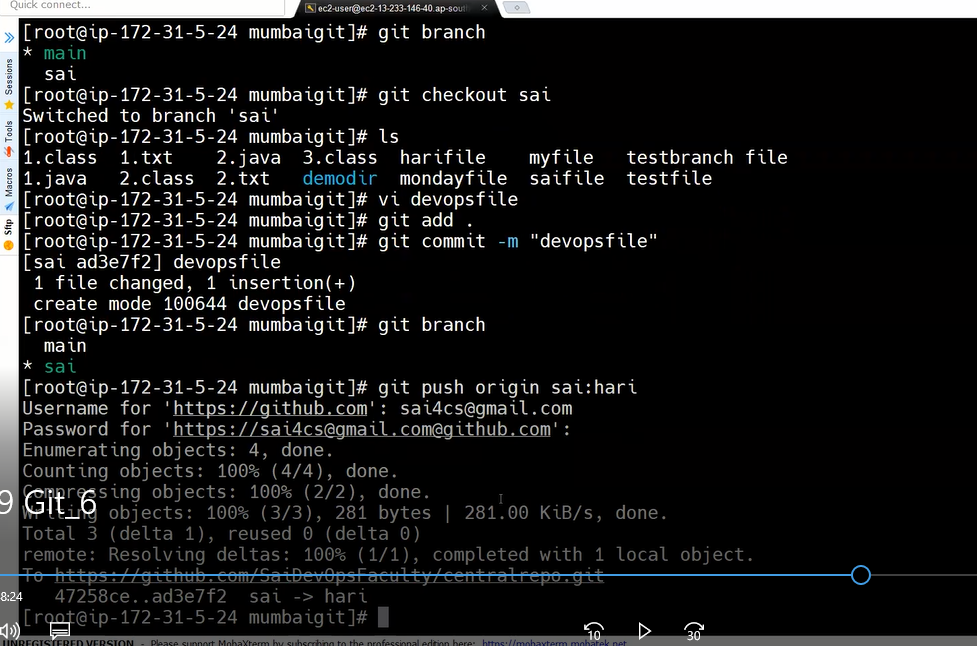 Quick connect...
ec2-user@ec2-13-233-146-40.ap-sout
[root@ip-172-31-5-24 mumbaigit]# git branch
* main
  sai
[root@ip-172-31-5-24 mumbaigit]# git checkout sai
Switched to branch 'sai'
[root@ip-172-31-5-24 mumbaigit]# ls
1.class  1.txt    2.java  3.class  harifile    myfile   testbranch file
1.java   2.class  2.txt   demodir  mondayfile  saifile  testfile
[root@ip-172-31-5-24 mumbaigit]# vi devopsfile
[root@ip-172-31-5-24 mumbaigit]# git add .
[root@ip-172-31-5-24 mumbaigit]# git commit -m "devopsfile"
[sai ad3e7f2] devopsfile
 1 file changed, 1 insertion(+)
 create mode 100644 devopsfile
[root@ip-172-31-5-24 mumbaigit]# git branch
  main
* sai
[root@ip-172-31-5-24 mumbaigit]# git push origin sai:hari
Username for 'https://github.com': sai4cs@gmail.com
Password for 'https://sai4cs@gmail.com@github.com':
Enumerating objects: 4, done.
Counting objects: 100% (4/4), done.
Compressing objects: 100% (2/2), done.
Writing objects: 100% (3/3), 281 bytes | 281.00 KiB/s, done.
Total 3 (delta 1), reused 0 (delta 0)
remote: Resolving deltas: 100% (1/1), completed with 1 local object.
To https://github.com/SaiDevOpsFaculty/centralrepo.git
   47258ce..ad3e7f2  sai -> hari
[root@ip-172-31-5-24 mumbaigit]#
Sessions
Tools
Macros
Sftp
9 Git_6
8:24
10
30
UNREGISTERED VERSION - Please support MobaXterm by subscribing to the professional edition here: https://mobaxterm.mobatek.net